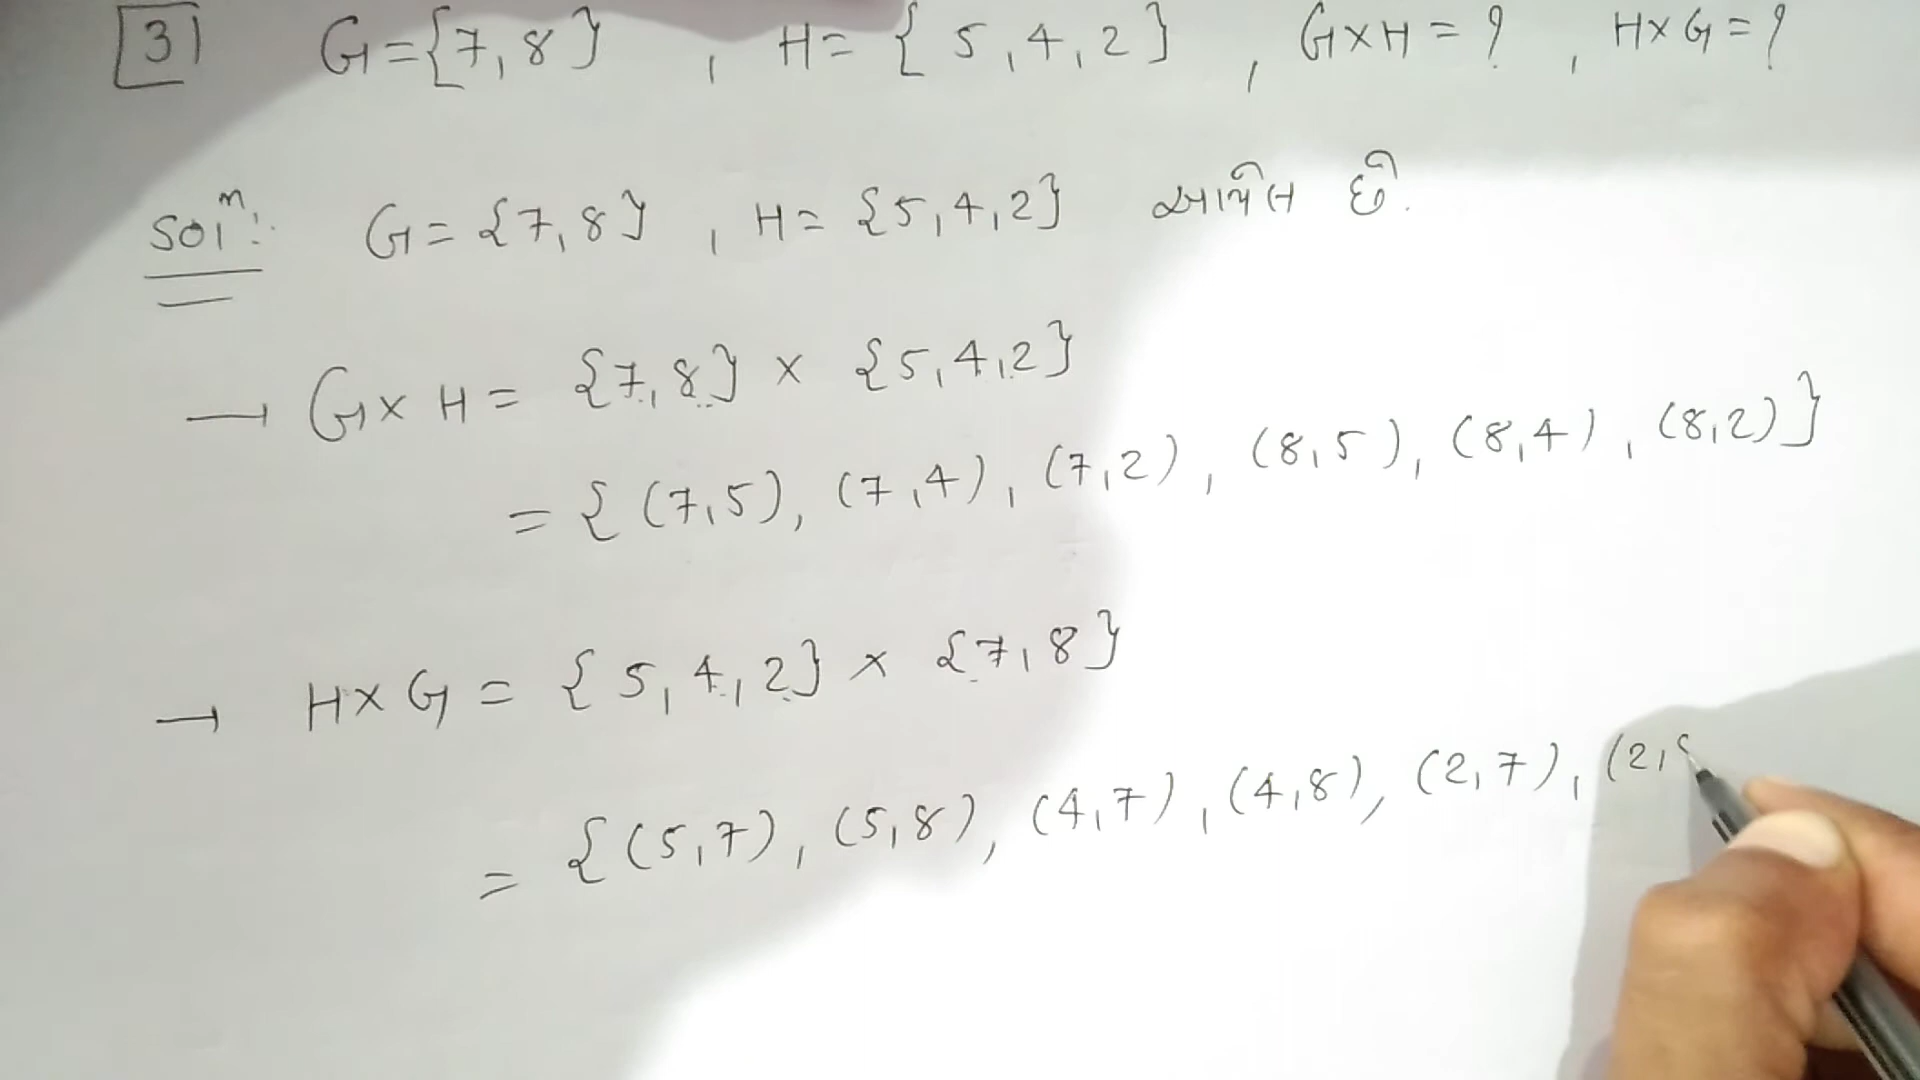 3 G={7,8} , H= {5,4,2} , G×H=? , H×G=?
Solⁿ: G= {7,8} , H= {5,4,2} આપેલ છે.
→ G×H= {7,8} × {5,4,2}
= {(7,5), (7,4), (7,2), (8,5), (8,4), (8,2)}
→ H×G = {5,4,2} × {7,8}
= {(5,7), (5,8), (4,7), (4,8), (2,7), (2,